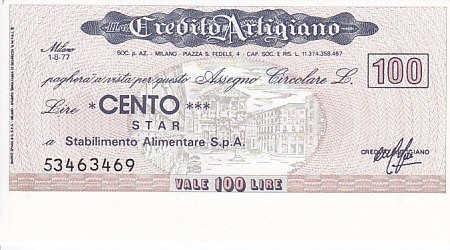 Il Credito Artigiano
SOC. p. AZ. - MILANO - PIAZZA S. FEDELE, 4 - CAP. SOC. E RIS. L. 11.374.358.467
Milano
1-8-77
pagherà a vista per questo Assegno Circolare L. 100
Lire *CENTO***
STAR
a Stabilimento Alimentare S.p.A.
53463469
CREDITO ARTIGIANO
VALE 100 LIRE